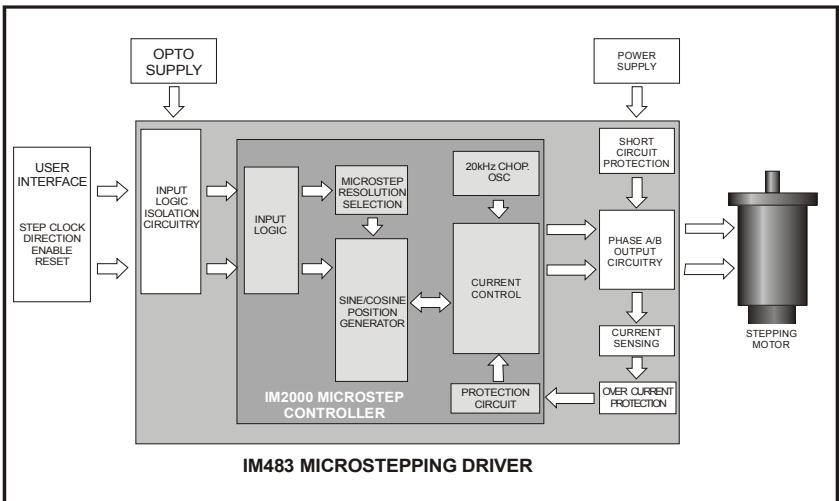 OPTO
SUPPLY
POWER
SUPPLY
USER
INTERFACE
STEP CLOCK
DIRECTION
ENABLE
RESET
INPUT
LOGIC
ISOLATION
CIRCUITRY
INPUT
LOGIC
MICROSTEP
RESOLUTION
SELECTION
SINE/COSINE
POSITION
GENERATOR
20kHz CHOP.
OSC
CURRENT
CONTROL
PROTECTION
CIRCUIT
IM2000 MICROSTEP
CONTROLLER
SHORT
CIRCUIT
PROTECTION
PHASE A/B
OUTPUT
CIRCUITRY
CURRENT
SENSING
OVER CURRENT
PROTECTION
STEPPING
MOTOR
IM483 MICROSTEPPING DRIVER